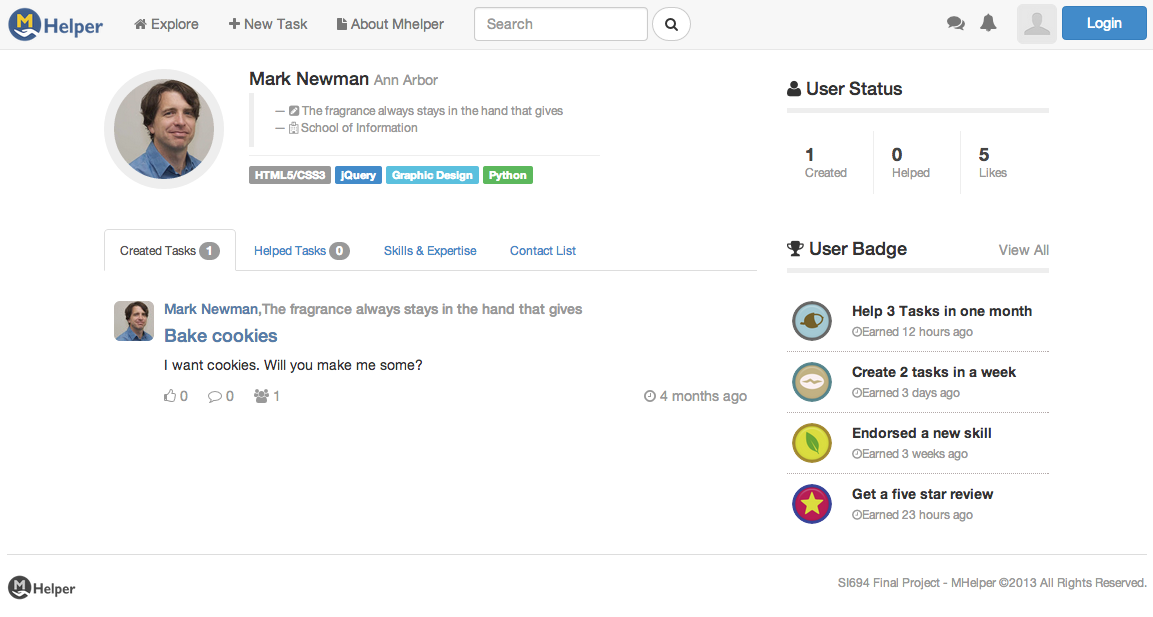 M Helper Explore New Task About Mhelper Search Login
Mark Newman Ann Arbor
— The fragrance always stays in the hand that gives
— School of Information
HTML5/CSS3 jQuery Graphic Design Python
Created Tasks 1 Helped Tasks 0 Skills & Expertise Contact List
Mark Newman,The fragrance always stays in the hand that gives
Bake cookies
I want cookies. Will you make me some?
0 0 1 4 months ago
User Status
1 0 5
Created Helped Likes
User Badge View All
Help 3 Tasks in one month
Earned 12 hours ago
Create 2 tasks in a week
Earned 3 days ago
Endorsed a new skill
Earned 3 weeks ago
Get a five star review
Earned 23 hours ago
M Helper SI694 Final Project - MHelper ©2013 All Rights Reserved.